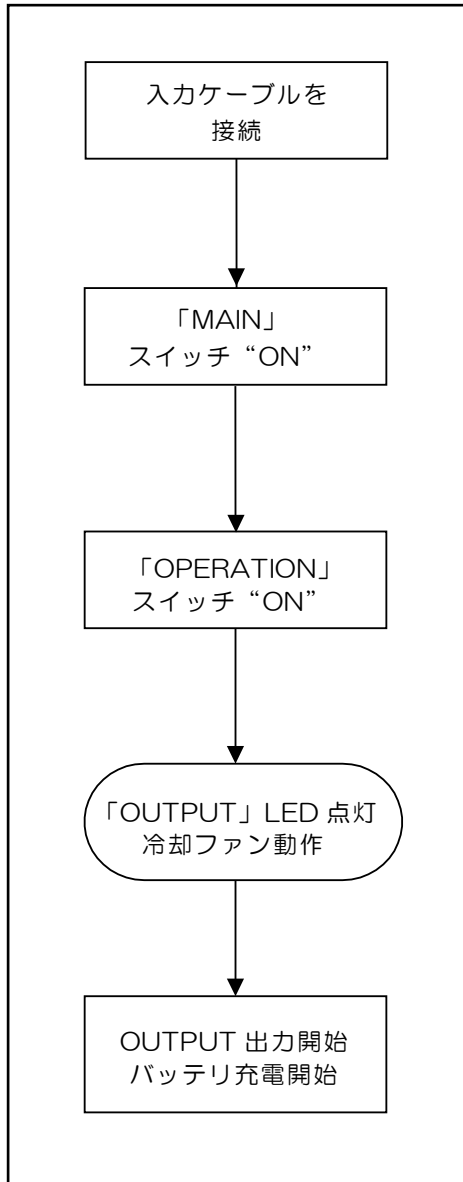 入力ケーブルを
接続
「MAIN」
スイッチ“ON”
「OPERATION」
スイッチ“ON”
「OUTPUT」LED 点灯
冷却ファン動作
OUTPUT 出力開始
バッテリ充電開始